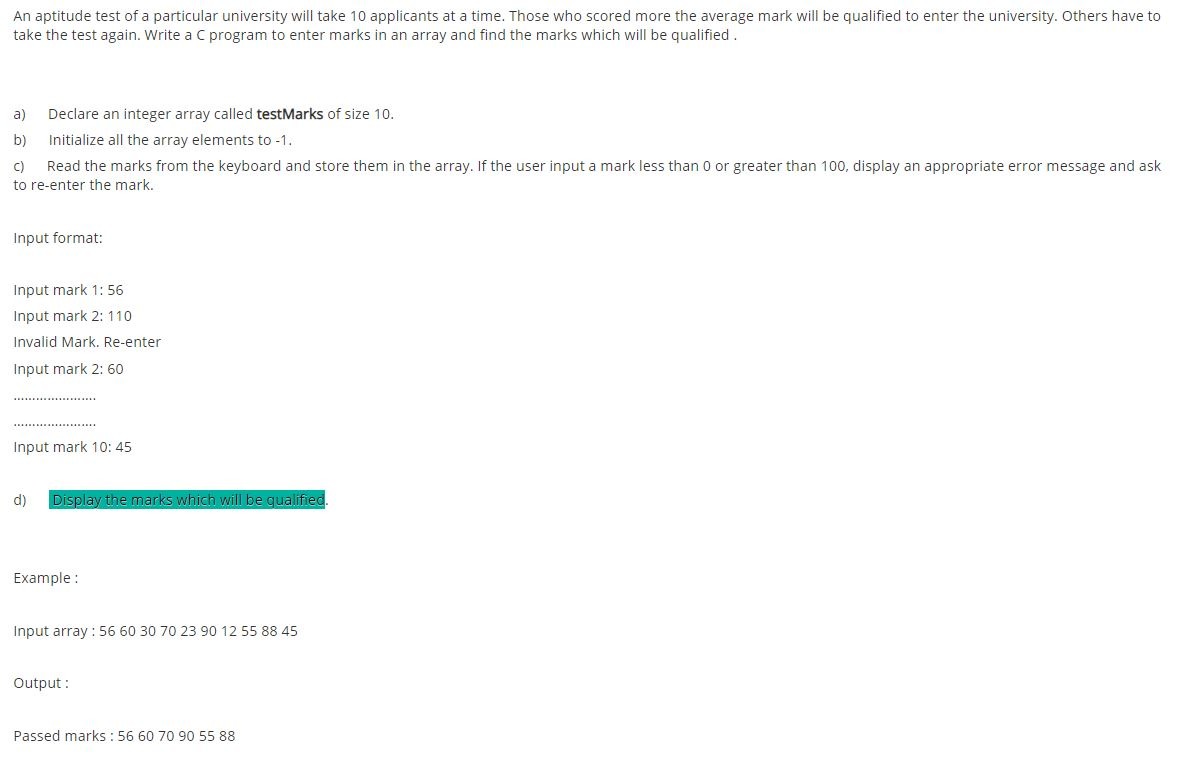 An aptitude test of a particular university will take 10 applicants at a time. Those who scored more the average mark will be qualified to enter the university. Others have to
take the test again. Write a C program to enter marks in an array and find the marks which will be qualified .
a) Declare an integer array called testMarks of size 10.
b) Initialize all the array elements to -1.
c) Read the marks from the keyboard and store them in the array. If the user input a mark less than 0 or greater than 100, display an appropriate error message and ask
to re-enter the mark.
Input format:
Input mark 1: 56
Input mark 2: 110
Invalid Mark. Re-enter
Input mark 2: 60
......................
......................
Input mark 10: 45
d) Display the marks which will be qualified.
Example :
Input array : 56 60 30 70 23 90 12 55 88 45
Output :
Passed marks : 56 60 70 90 55 88